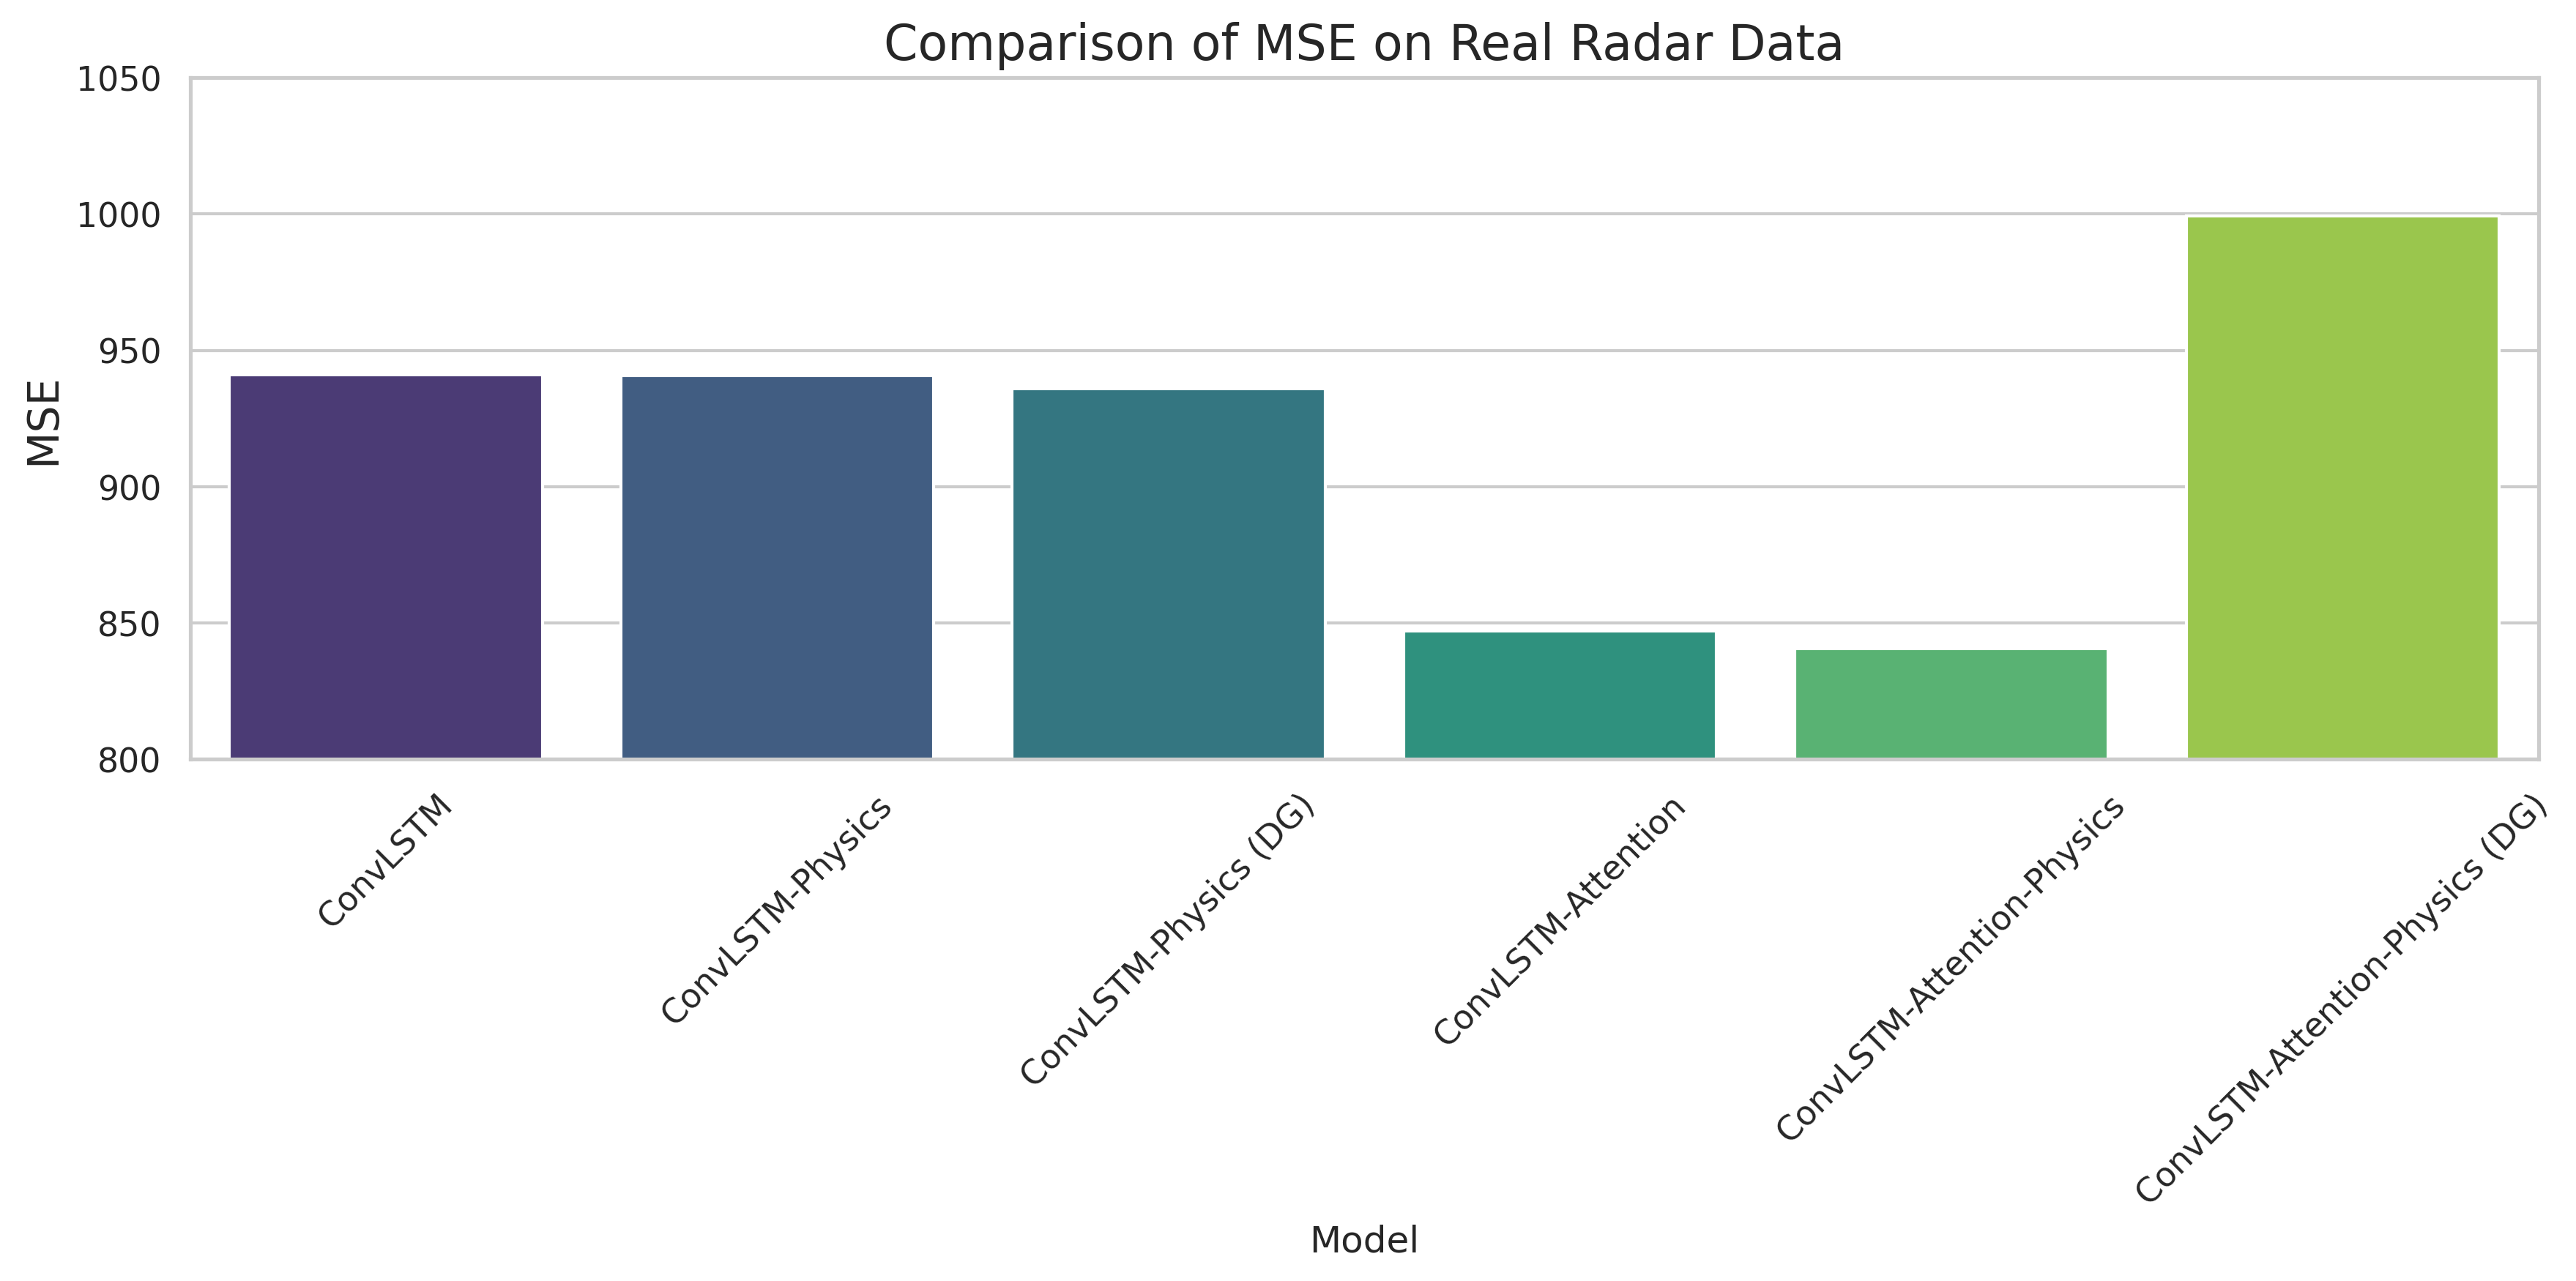 Comparison of MSE on Real Radar Data
1050
1000
950
900
850
800
MSE
ConvLSTM
ConvLSTM-Physics
ConvLSTM-Physics (DG)
ConvLSTM-Attention
ConvLSTM-Attention-Physics
ConvLSTM-Attention-Physics (DG)
Model